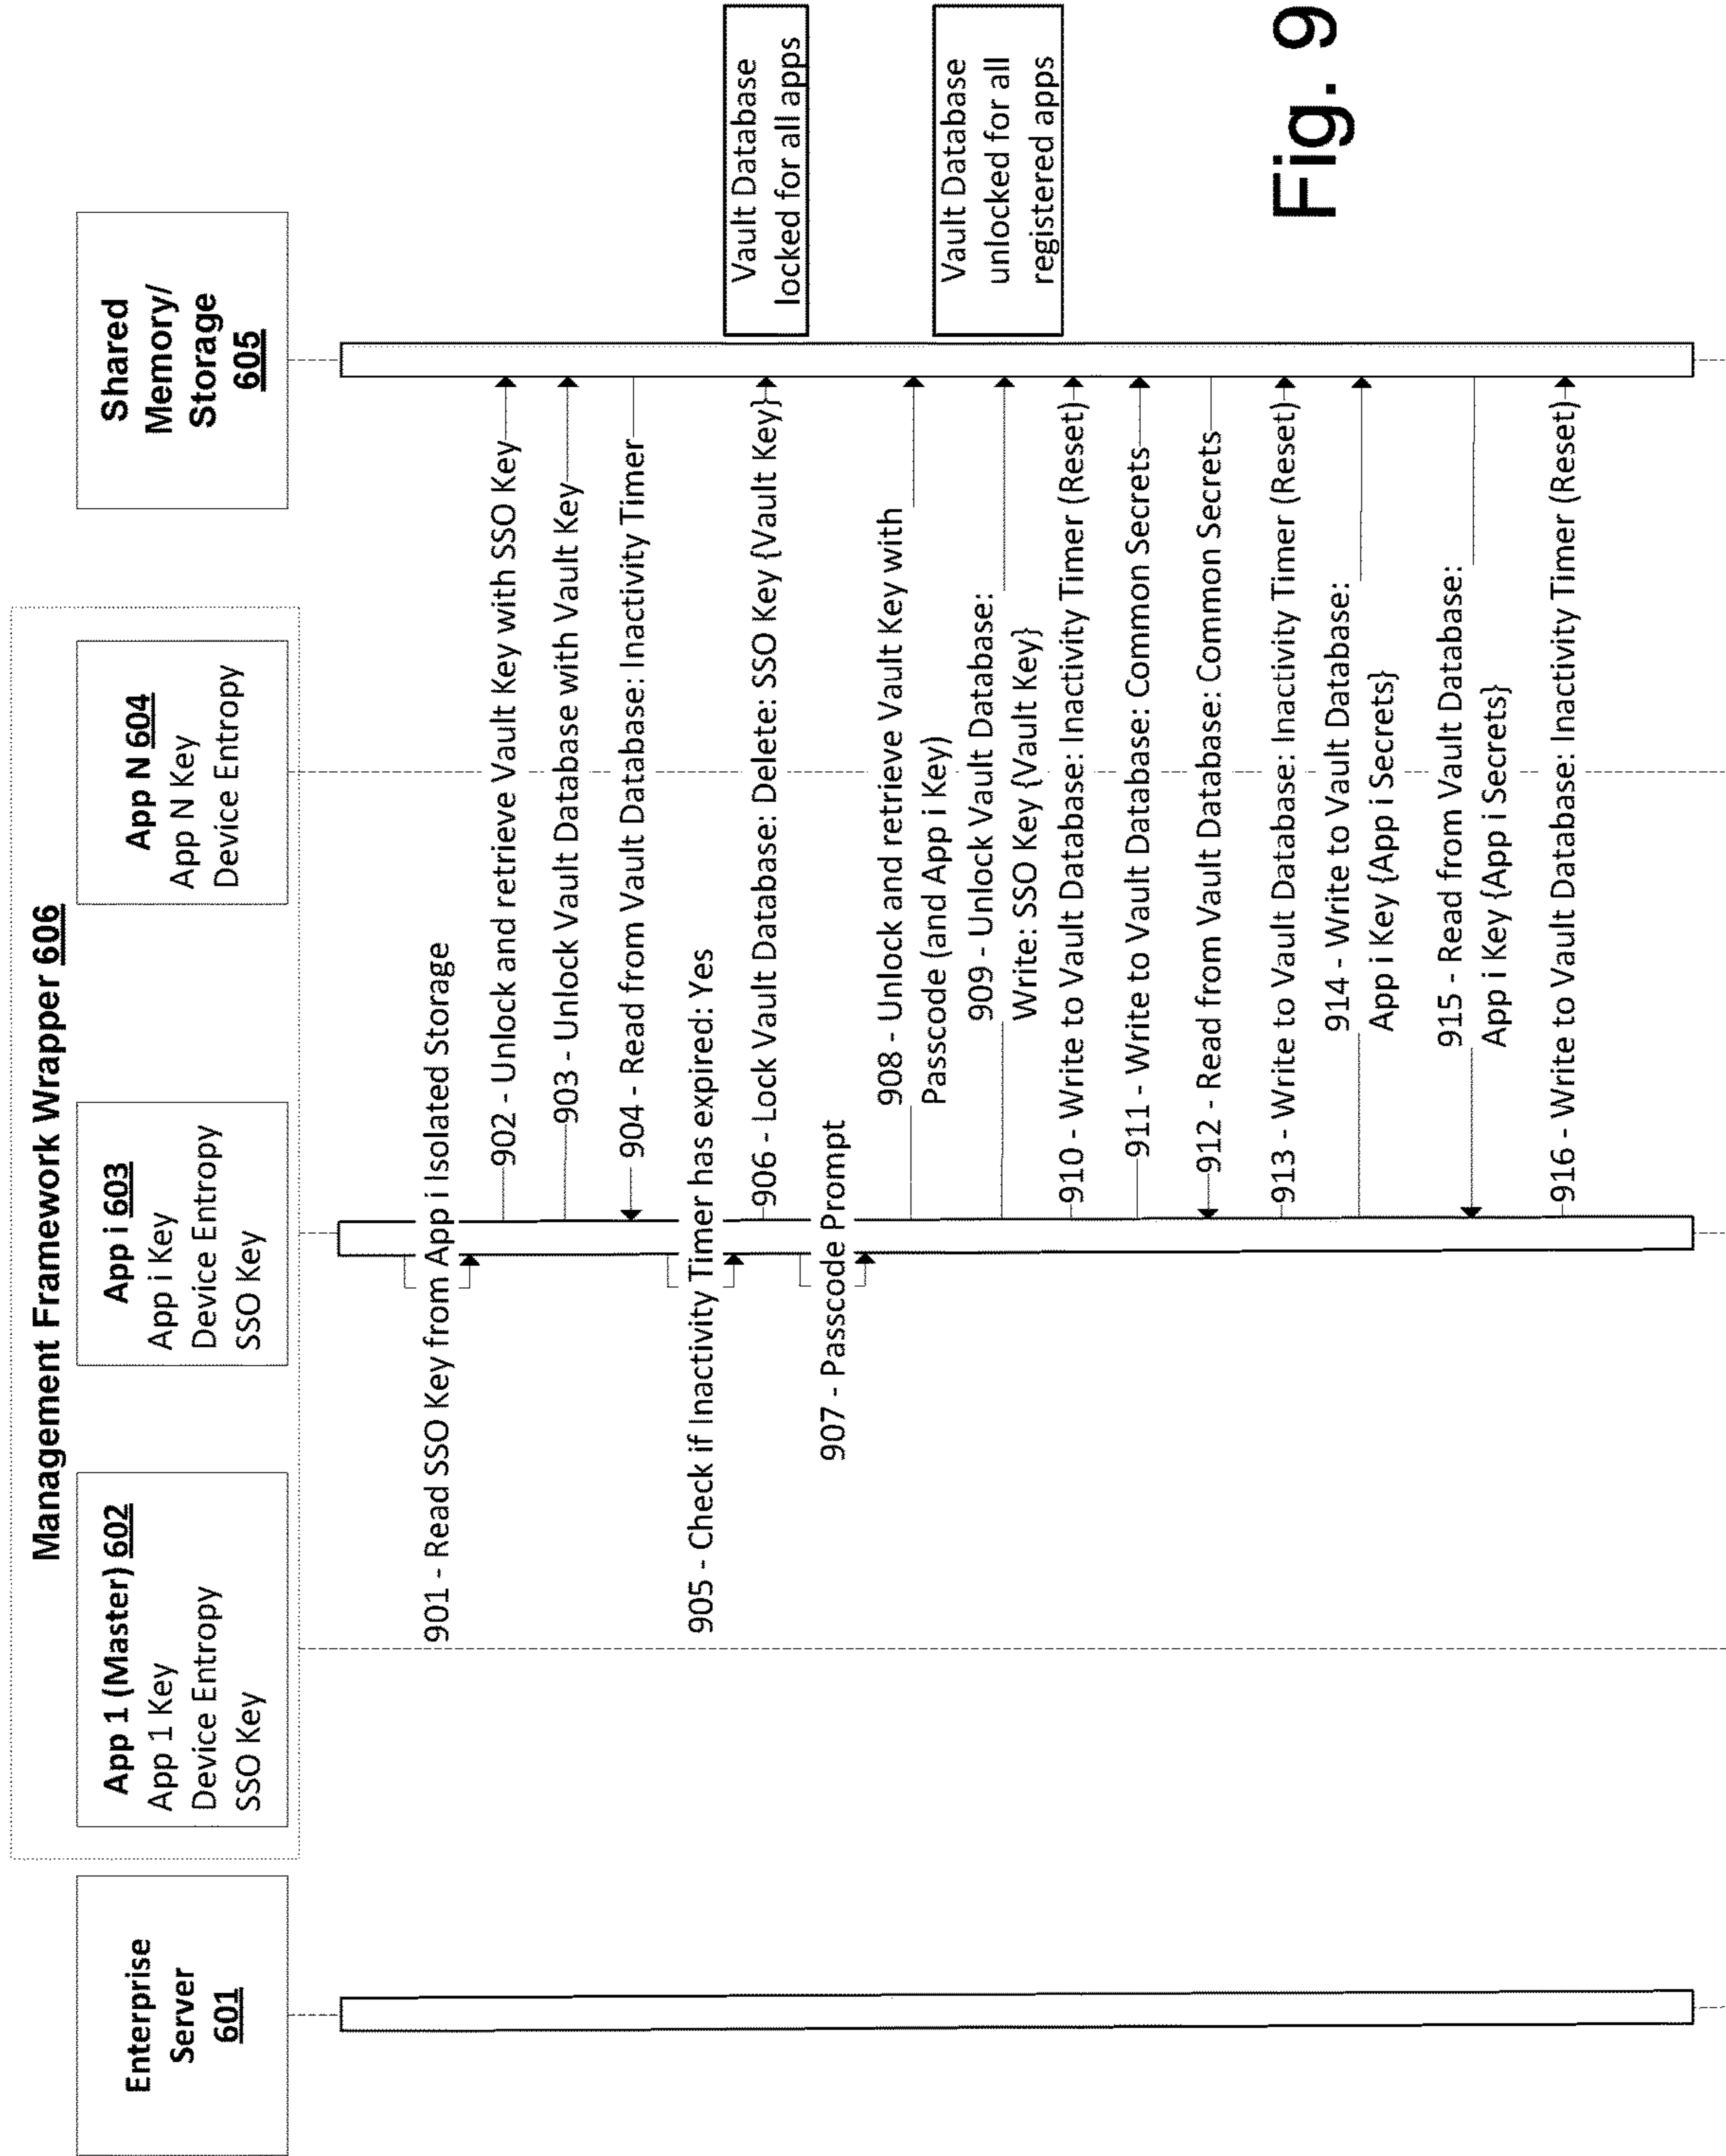 Management Framework Wrapper 606
Enterprise
Server
601
App 1 (Master) 602
App 1 Key
Device Entropy
SSO Key
App i 603
App i Key
Device Entropy
SSO Key
App N 604
App N Key
Device Entropy
Shared
Memory/
Storage
605
901 - Read SSO Key from App i Isolated Storage
902 - Unlock and retrieve Vault Key with SSO Key
903 - Unlock Vault Database with Vault Key
904 - Read from Vault Database: Inactivity Timer
905 - Check if Inactivity Timer has expired: Yes
906 - Lock Vault Database: Delete: SSO Key {Vault Key}
Vault Database
locked for all apps
907 - Passcode Prompt
908 - Unlock and retrieve Vault Key with
Passcode (and App i Key)
909 - Unlock Vault Database:
Write: SSO Key {Vault Key}
Vault Database
unlocked for all
registered apps
910 - Write to Vault Database: Inactivity Timer (Reset)
911 - Write to Vault Database: Common Secrets
912 - Read from Vault Database: Common Secrets
913 - Write to Vault Database: Inactivity Timer (Reset)
914 - Write to Vault Database:
App i Key {App i Secrets}
915 - Read from Vault Database:
App i Key {App i Secrets}
916 - Write to Vault Database: Inactivity Timer (Reset)
Fig. 9